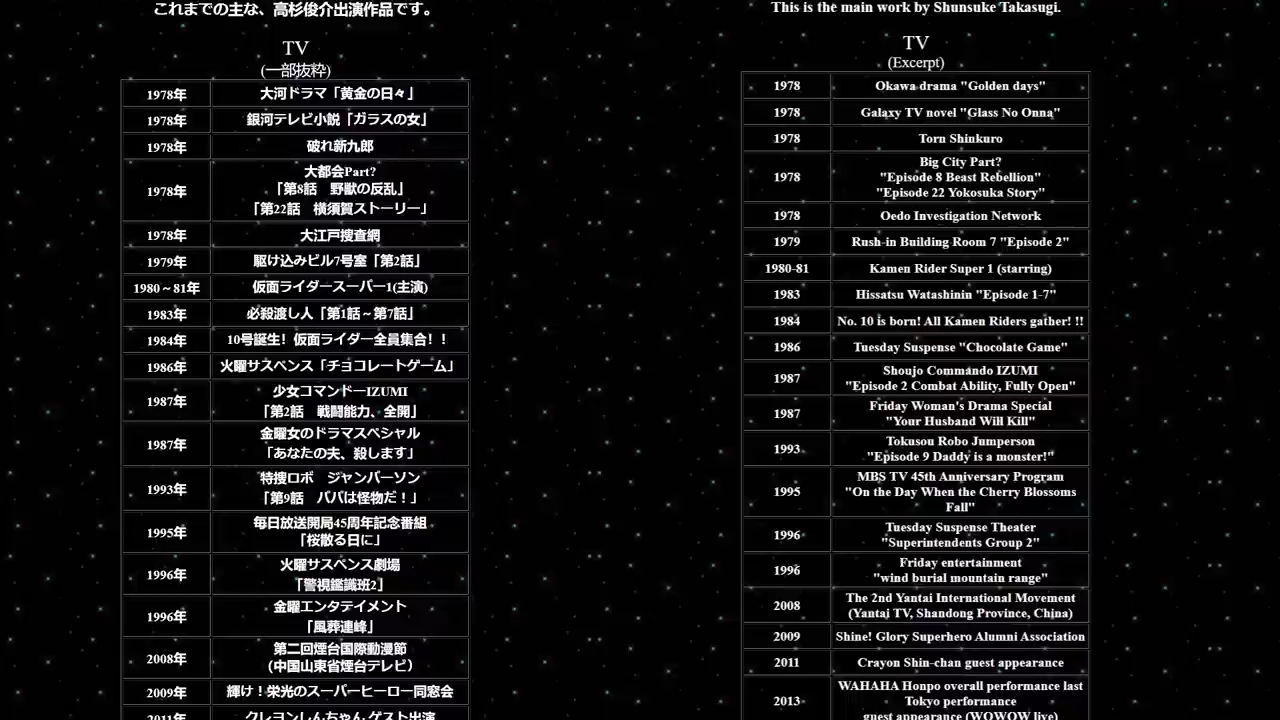 これまでの主な、高杉俊介出演作品です。
TV
(一部抜粋)
1978年 大河ドラマ「黄金の日々」
1978年 銀河テレビ小説「ガラスの女」
1978年 破れ新九郎
1978年 大都会Part?
「第8話　野獣の反乱」
「第22話　横須賀ストーリー」
1978年 大江戸捜査網
1979年 駆け込みビル7号室「第2話」
1980～81年 仮面ライダースーパー1(主演)
1983年 必殺渡し人「第1話～第7話」
1984年 10号誕生！仮面ライダー全員集合！！
1986年 火曜サスペンス「チョコレートゲーム」
1987年 少女コマンドーIZUMI
「第2話　戦闘能力、全開」
1987年 金曜女のドラマスペシャル
「あなたの夫、殺します」
1993年 特捜ロボ　ジャンパーソン
「第9話　パパは怪物だ！」
1995年 毎日放送開局45周年記念番組
「桜散る日に」
1996年 火曜サスペンス劇場
「警視鑑識班2」
1996年 金曜エンタテイメント
「風葬連峰」
2008年 第二回煙台国際動漫節
（中国山東省煙台テレビ）
2009年 輝け！栄光のスーパーヒーロー同窓会
2011年 クレヨンしんちゃん ゲスト出演
This is the main work by Shunsuke Takasugi.
TV
(Excerpt)
1978 Okawa drama "Golden days"
1978 Galaxy TV novel "Glass No Onna"
1978 Torn Shinkuro
1978 Big City Part?
"Episode 8 Beast Rebellion"
"Episode 22 Yokosuka Story"
1978 Oedo Investigation Network
1979 Rush-in Building Room 7 "Episode 2"
1980-81 Kamen Rider Super 1 (starring)
1983 Hissatsu Watashinin "Episode 1-7"
1984 No. 10 is born! All Kamen Riders gather! !!
1986 Tuesday Suspense "Chocolate Game"
1987 Shoujo Commando IZUMI
"Episode 2 Combat Ability, Fully Open"
1987 Friday Woman's Drama Special
"Your Husband Will Kill"
1993 Tokusou Robo Jumperson
"Episode 9 Daddy is a monster!"
1995 MBS TV 45th Anniversary Program
"On the Day When the Cherry Blossoms
Fall"
1996 Tuesday Suspense Theater
"Superintendents Group 2"
1996 Friday entertainment
"wind burial mountain range"
2008 The 2nd Yantai International Movement
(Yantai TV, Shandong Province, China)
2009 Shine! Glory Superhero Alumni Association
2011 Crayon Shin-chan guest appearance
2013 WAHAHA Honpo overall performance last
Tokyo performance
guest appearance (WOWOW live)